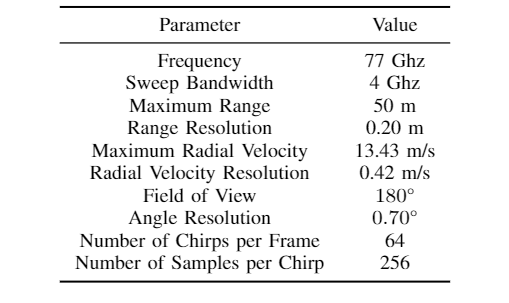 Parameter Value
Frequency 77 Ghz
Sweep Bandwidth 4 Ghz
Maximum Range 50 m
Range Resolution 0.20 m
Maximum Radial Velocity 13.43 m/s
Radial Velocity Resolution 0.42 m/s
Field of View 180°
Angle Resolution 0.70°
Number of Chirps per Frame 64
Number of Samples per Chirp 256